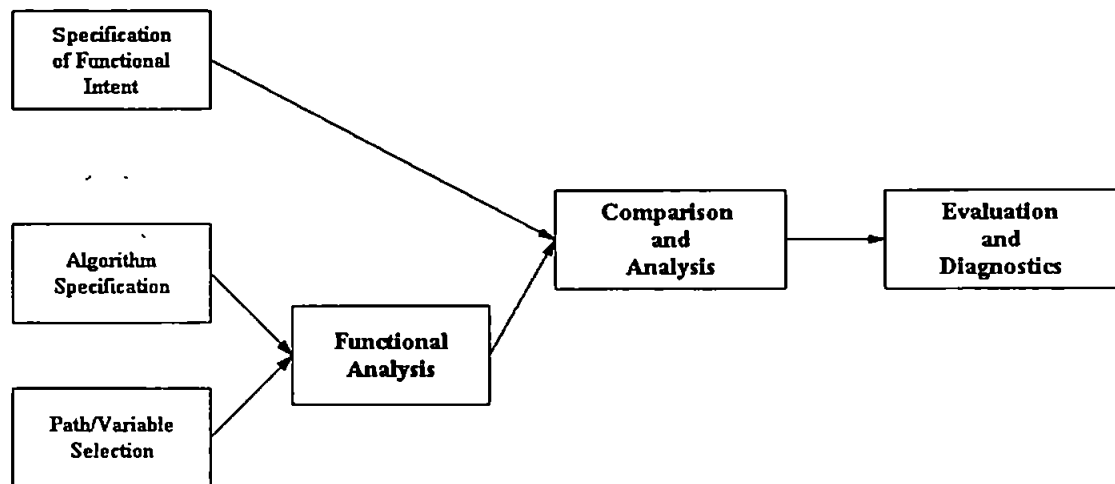 Specification
of Functional
Intent
Comparison
and
Analysis
Evaluation
and
Diagnostics
Algorithm
Specification
Functional
Analysis
Path/Variable
Selection